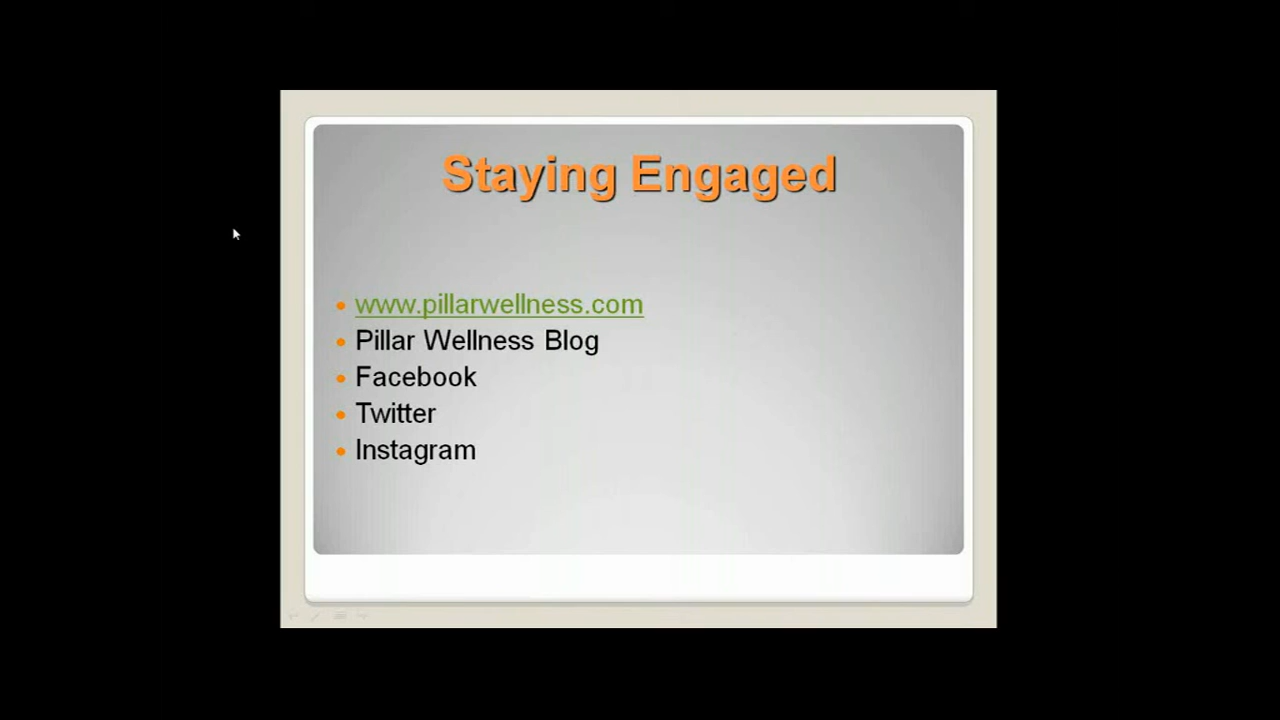 Staying Engaged
www.pillarwellness.com
Pillar Wellness Blog
Facebook
Twitter
Instagram